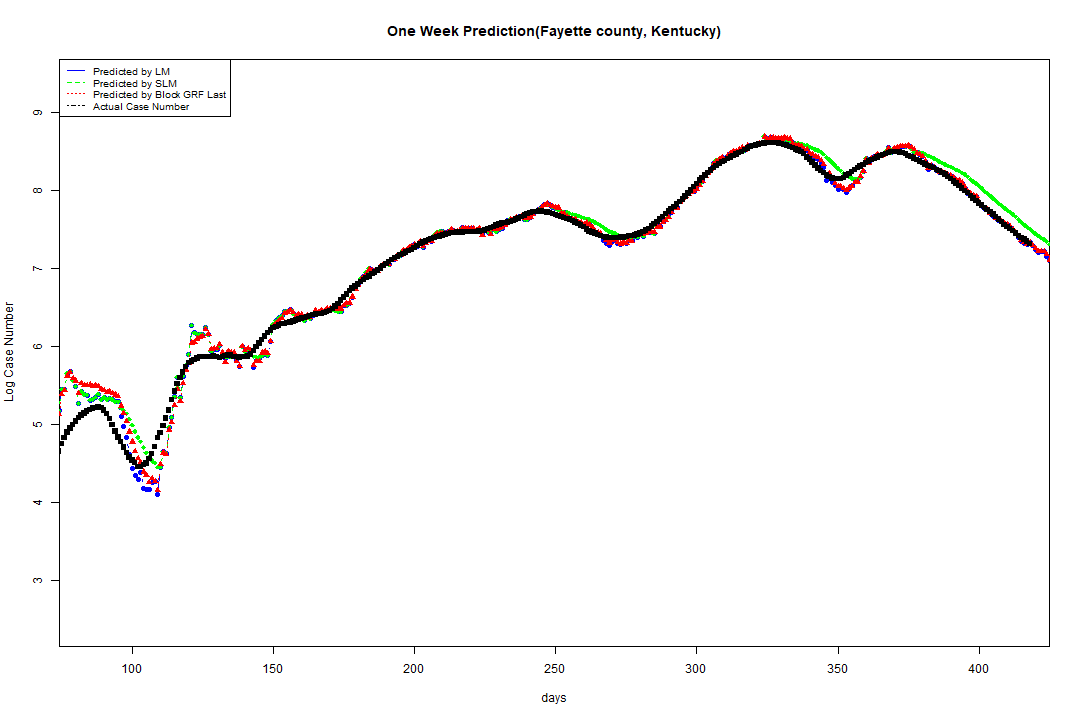 One Week Prediction(Fayette county, Kentucky)
Predicted by LM
Predicted by SLM
Predicted by Block GRF Last
Actual Case Number
Log Case Number
9
8
7
6
5
4
3
100 150 200 250 300 350 400
days